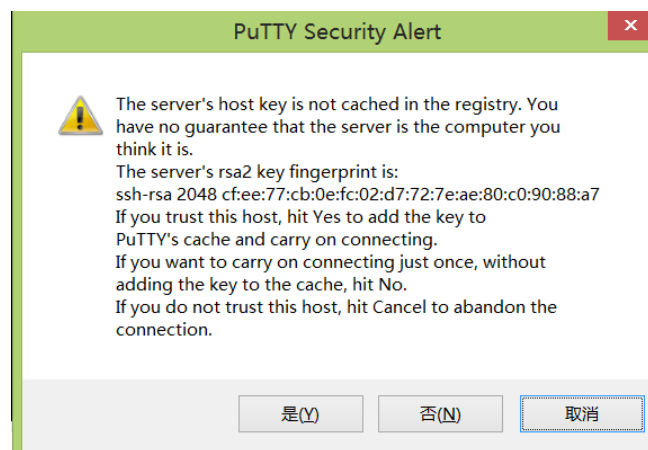 PuTTY Security Alert
The server's host key is not cached in the registry. You
have no guarantee that the server is the computer you
think it is.
The server's rsa2 key fingerprint is:
ssh-rsa 2048 cf:ee:77:cb:0e:fc:02:d7:72:7e:ae:80:c0:90:88:a7
If you trust this host, hit Yes to add the key to
PuTTY's cache and carry on connecting.
If you want to carry on connecting just once, without
adding the key to the cache, hit No.
If you do not trust this host, hit Cancel to abandon the
connection.
是(Y) 否(N) 取消